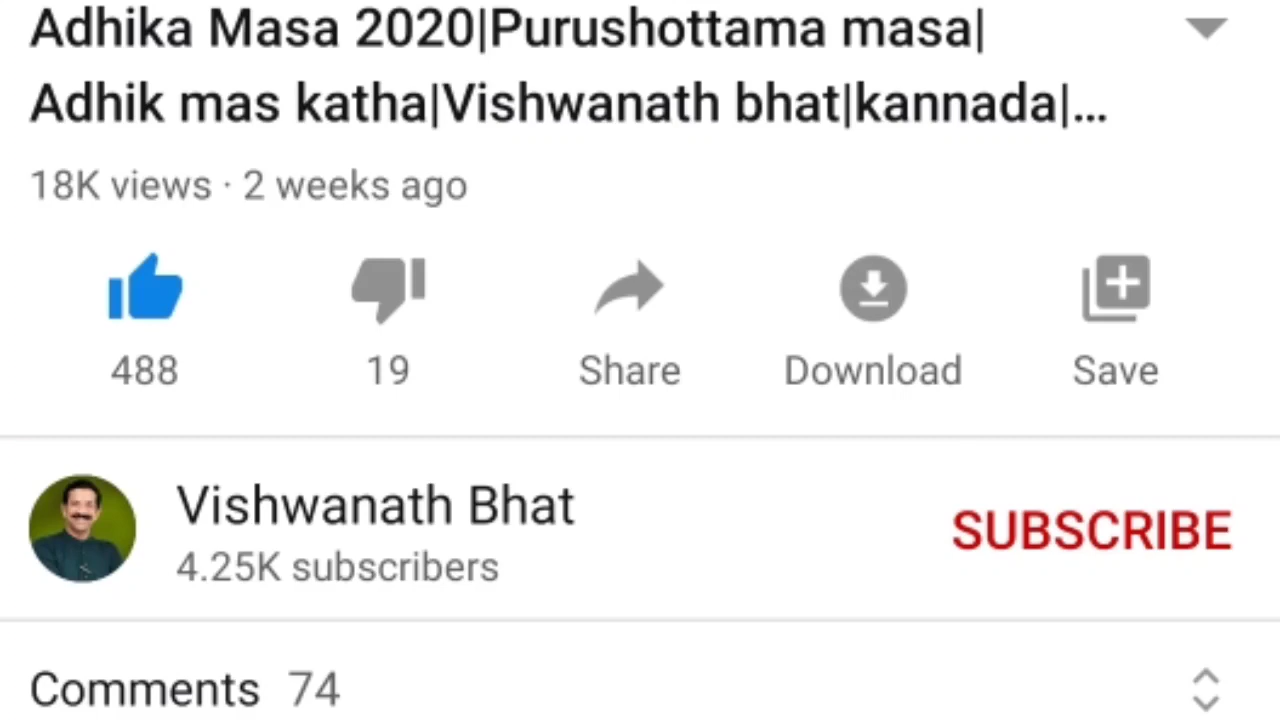 Adhika Masa 2020|Purushottama masa|
Adhik mas katha|Vishwanath bhat|kannada|...
18K views · 2 weeks ago
488 19 Share Download Save
Vishwanath Bhat SUBSCRIBE
4.25K subscribers
Comments 74